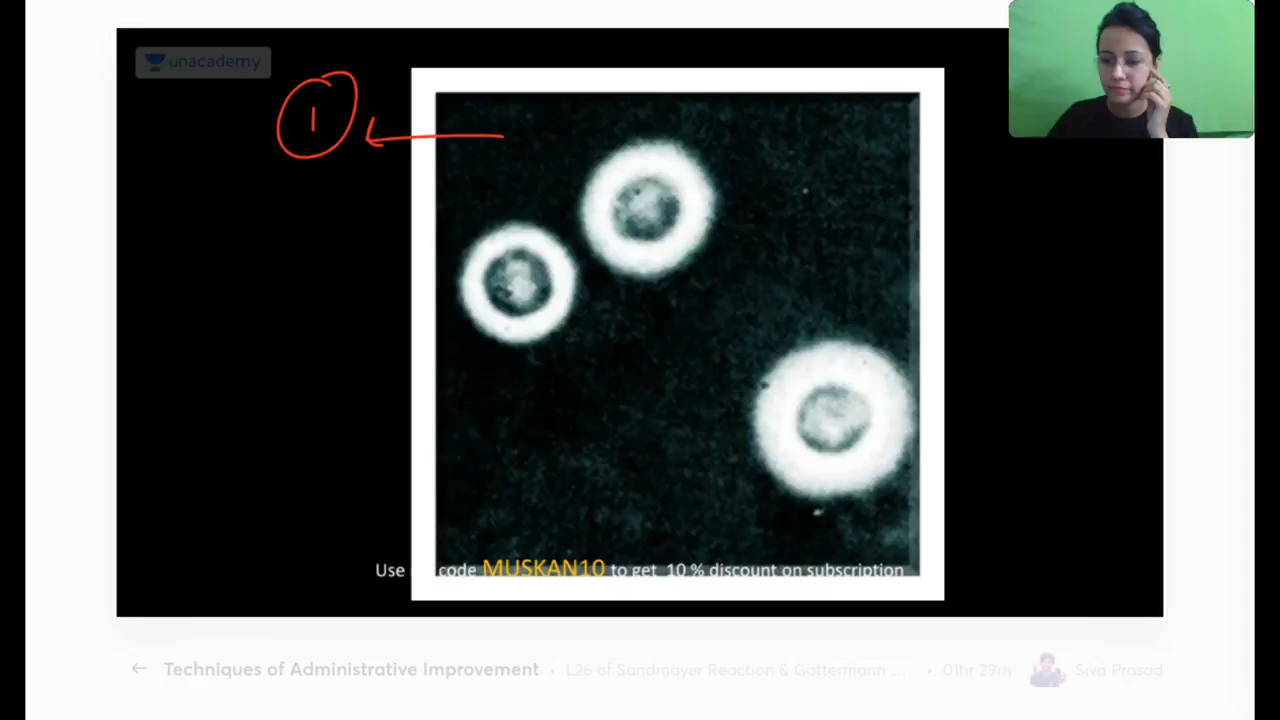 unacademy
1
Use code MUSKAN10 to get 10 % discount on subscription
← Techniques of Administrative Improvement • L26 of Sandmayer Reaction & Gattermann ... • 01hr 29m Siva Prasad